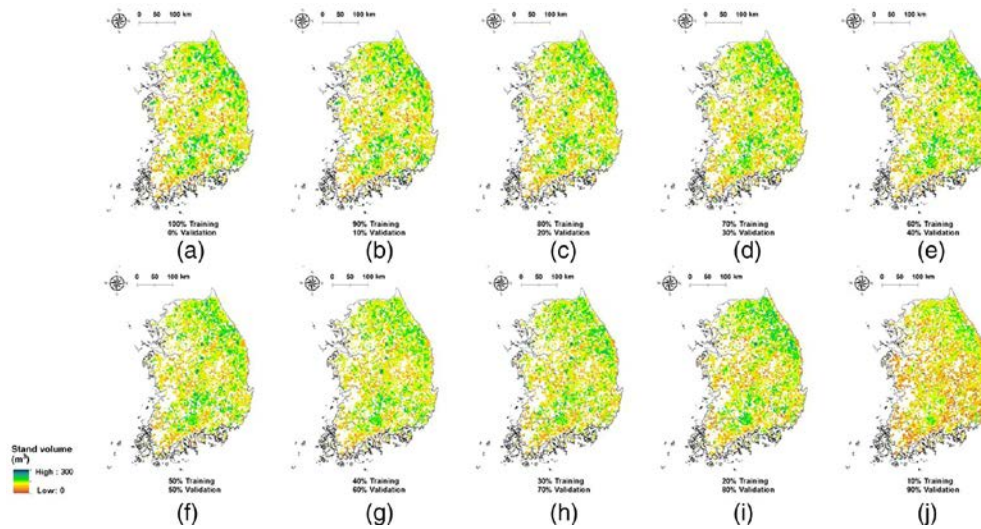 0 50 100 km
0 50 100 km
0 50 100 km
0 50 100 km
0 50 100 km
100% Training
0% Validation
(a)
90% Training
10% Validation
(b)
80% Training
20% Validation
(c)
70% Training
30% Validation
(d)
60% Training
40% Validation
(e)
0 50 100 km
0 50 100 km
0 50 100 km
0 50 100 km
0 50 100 km
Stand volume
(m³)
High : 300
Low: 0
50% Training
50% Validation
(f)
40% Training
60% Validation
(g)
30% Training
70% Validation
(h)
20% Training
80% Validation
(i)
10% Training
90% Validation
(j)